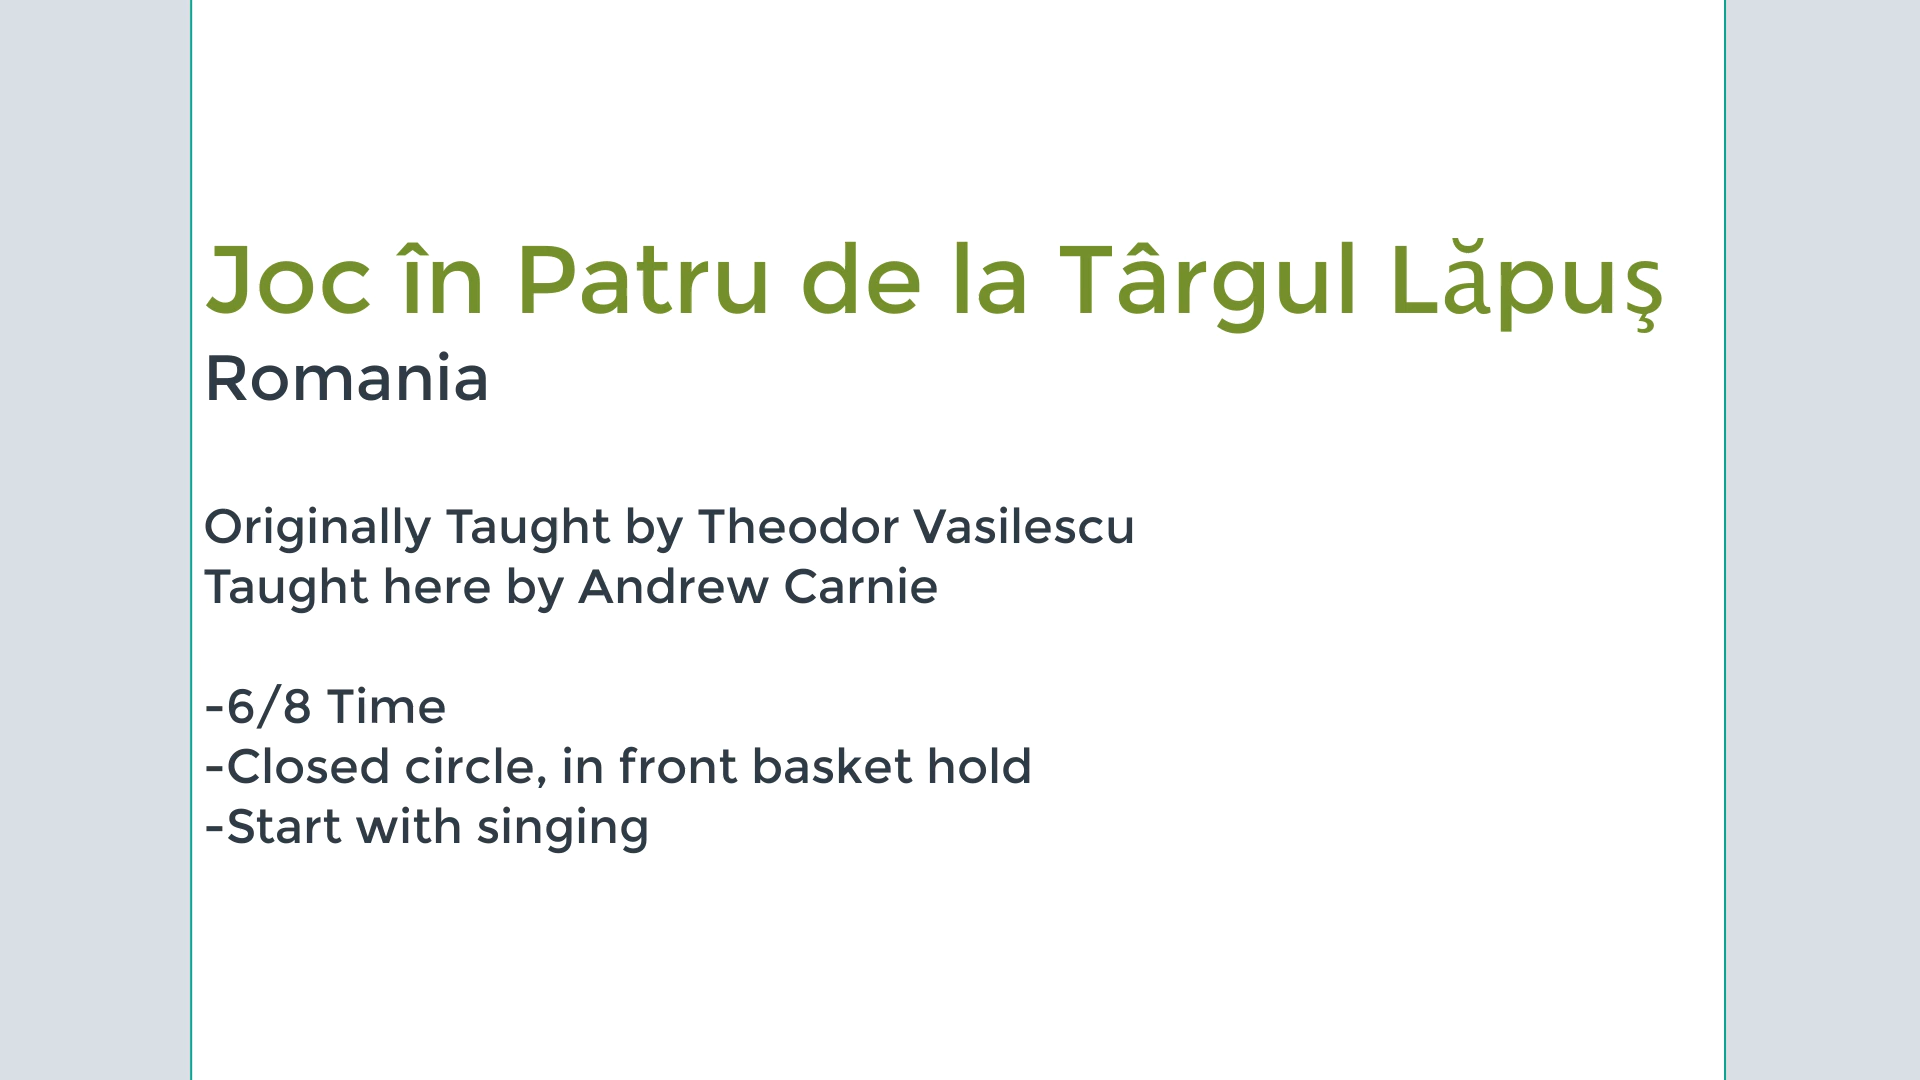 Joc în Patru de la Târgul Lăpuş
Romania
Originally Taught by Theodor Vasilescu
Taught here by Andrew Carnie
-6/8 Time
-Closed circle, in front basket hold
-Start with singing